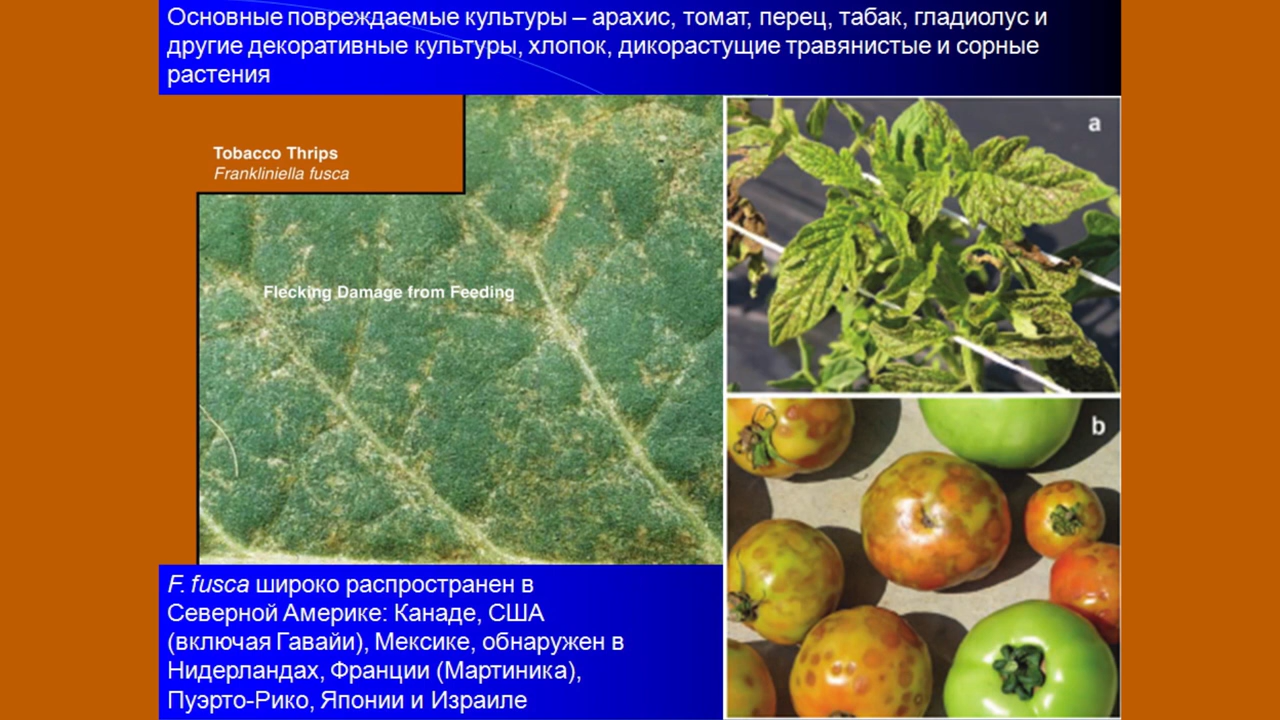 Основные повреждаемые культуры – арахис, томат, перец, табак, гладиолус и
другие декоративные культуры, хлопок, дикорастущие травянистые и сорные
растения
Tobacco Thrips
Frankliniella fusca
Flecking Damage from Feeding
a
b
F. fusca широко распространен в
Северной Америке: Канаде, США
(включая Гавайи), Мексике, обнаружен в
Нидерландах, Франции (Мартиника),
Пуэрто-Рико, Японии и Израиле